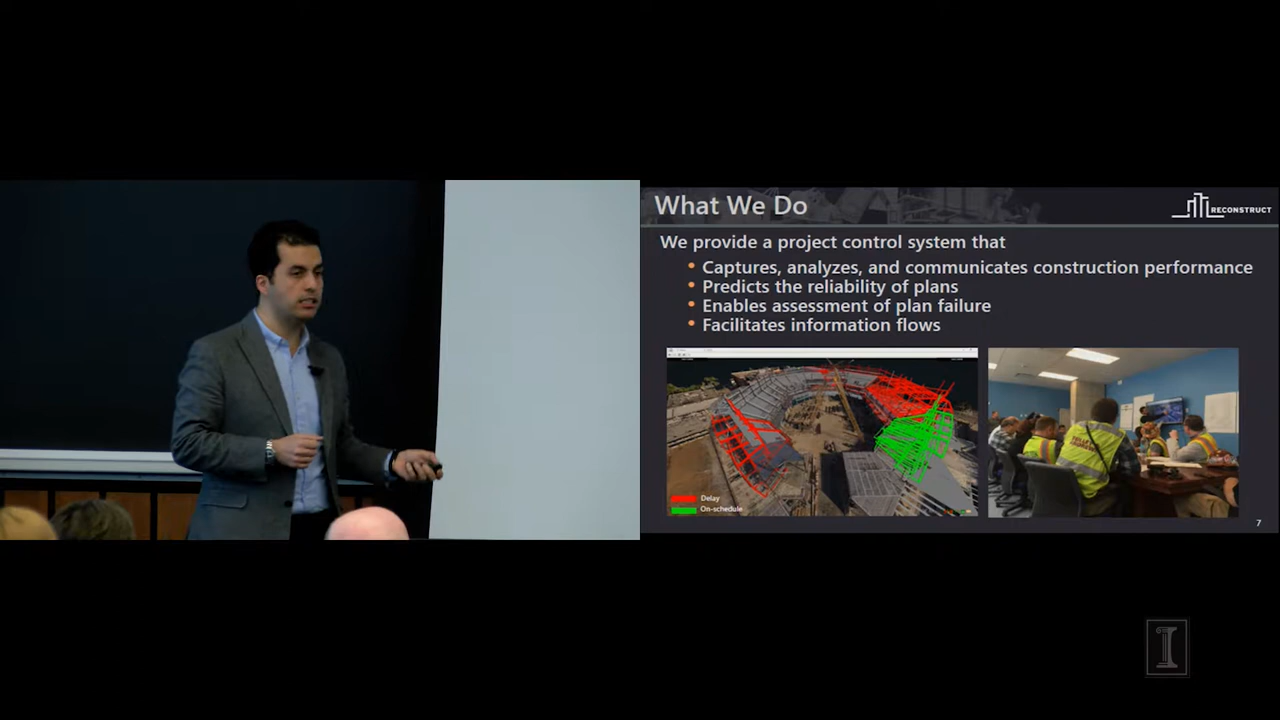 What We Do
RECONSTRUCT
We provide a project control system that
• Captures, analyzes, and communicates construction performance
• Predicts the reliability of plans
• Enables assessment of plan failure
• Facilitates information flows
Delay
On-schedule
7
I